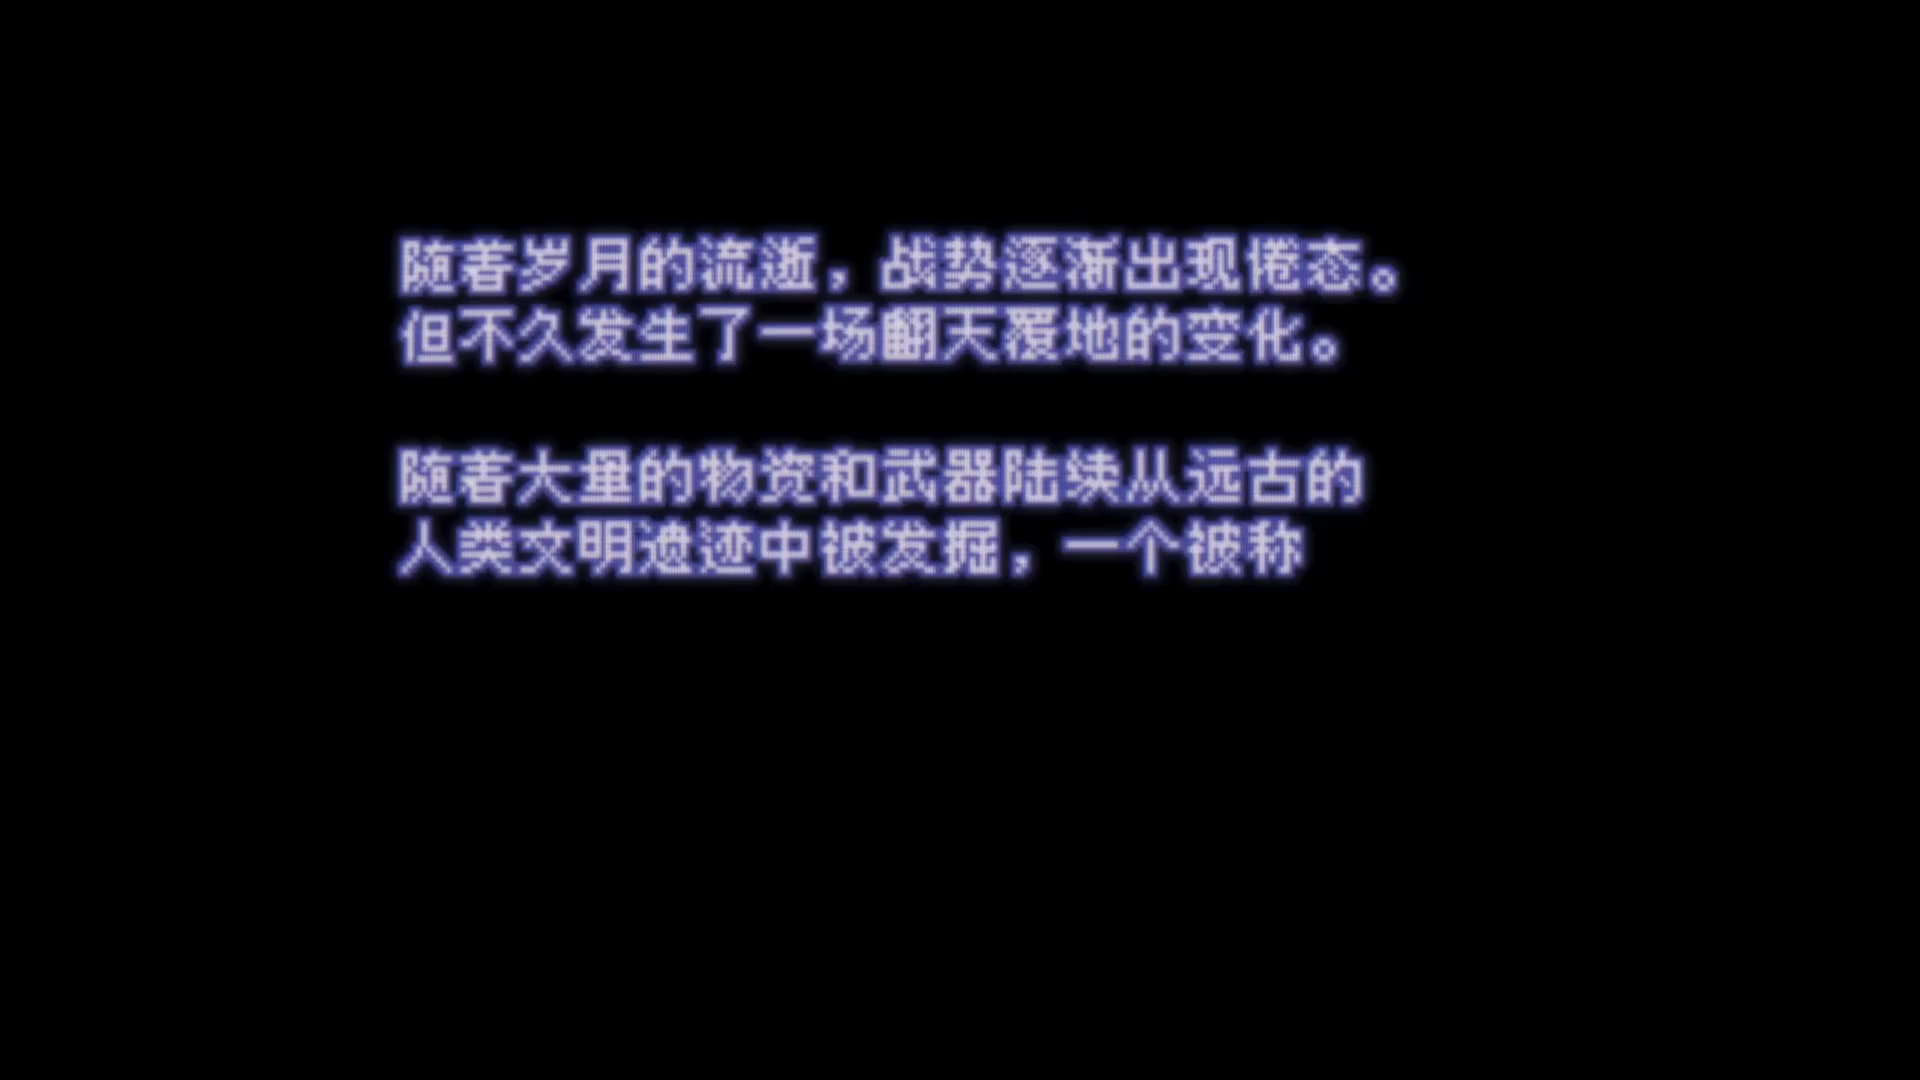 随着岁月的流逝，战势逐渐出现倦态。
但不久发生了一场翻天覆地的变化。
随着大量的物资和武器陆续从远古的
人类文明遗迹中被发掘，一个被称